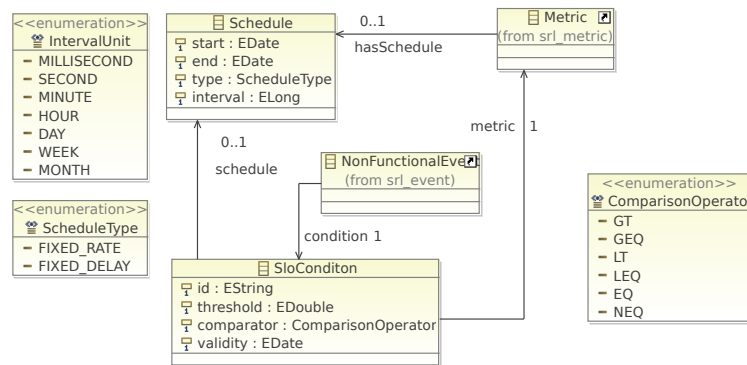 <<enumeration>>
IntervalUnit
MILLISECOND
SECOND
MINUTE
HOUR
DAY
WEEK
MONTH
<<enumeration>>
ScheduleType
FIXED_RATE
FIXED_DELAY
Schedule
start : EDate
end : EDate
type : ScheduleType
interval : ELong
0..1
hasSchedule
Metric
(from srl_metric)
0..1
schedule
metric 1
NonFunctionalEve
(from srl_event)
condition 1
SloConditon
id : EString
threshold : EDouble
comparator : ComparisonOperator
validity : EDate
<<enumeration>>
ComparisonOperato
GT
GEQ
LT
LEQ
EQ
NEQ